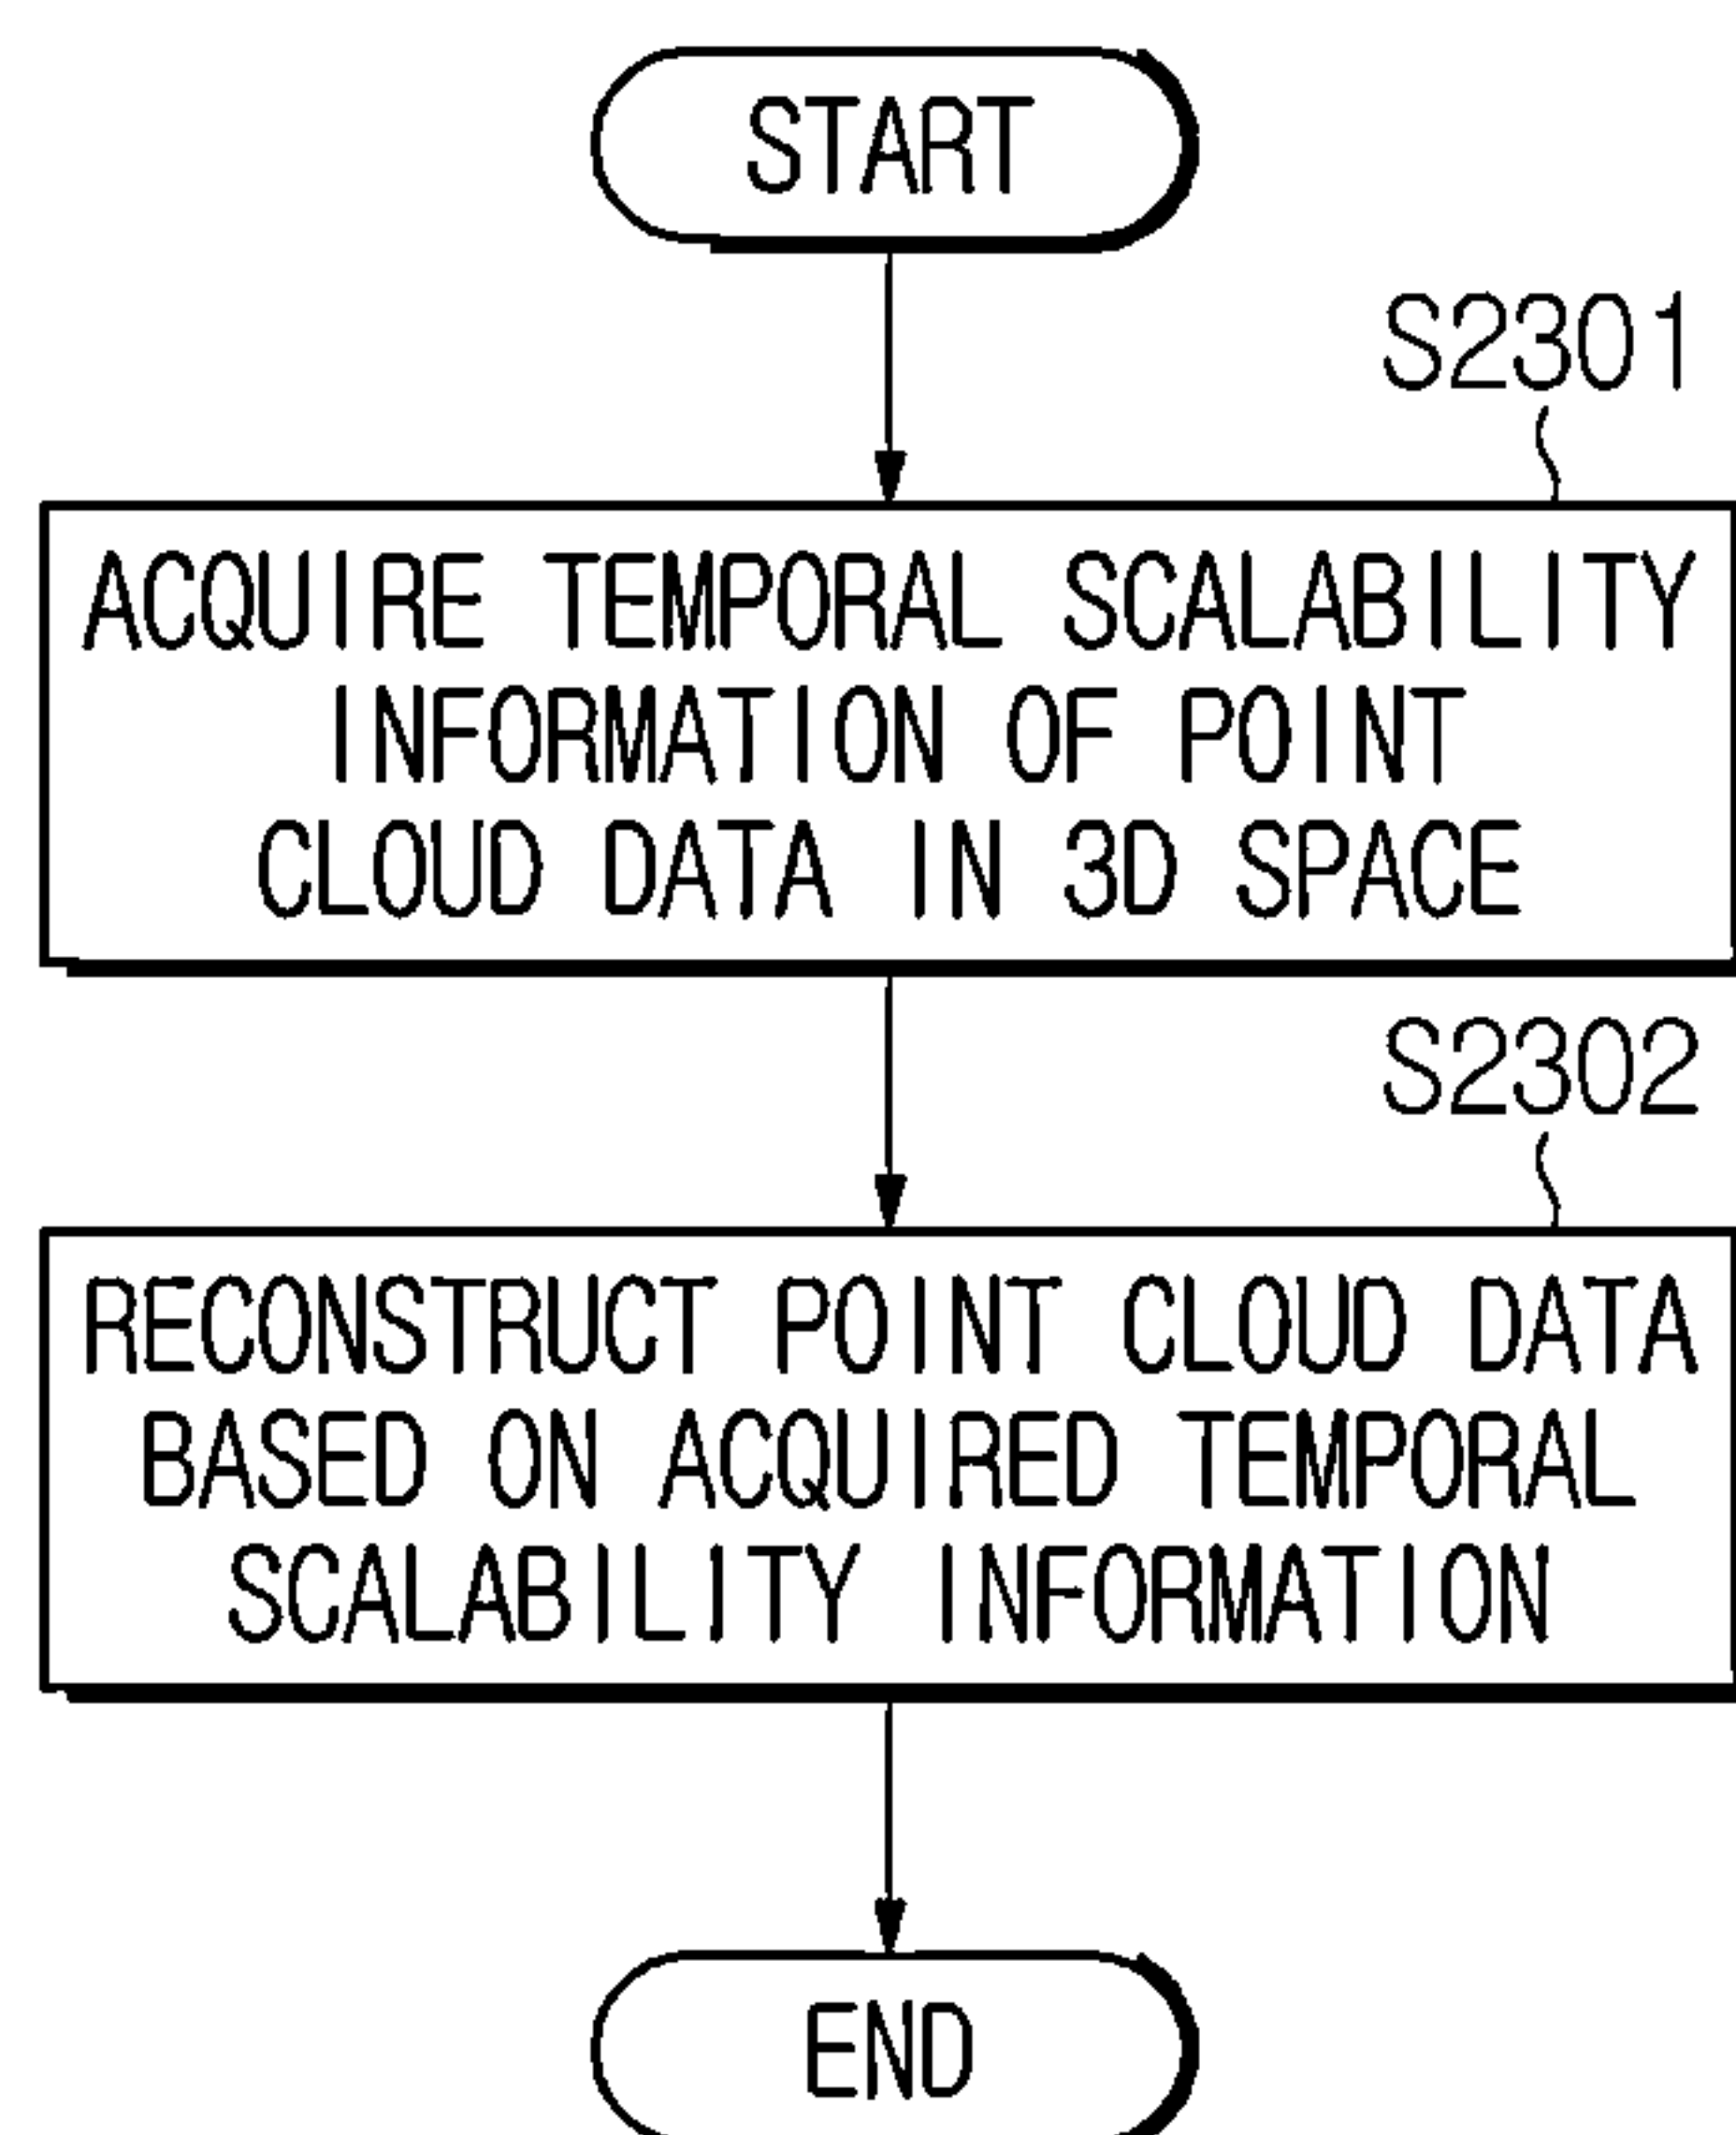 START
S2301
ACQUIRE TEMPORAL SCALABILITY
INFORMATION OF POINT
CLOUD DATA IN 3D SPACE
S2302
RECONSTRUCT POINT CLOUD DATA
BASED ON ACQUIRED TEMPORAL
SCALABILITY INFORMATION
END